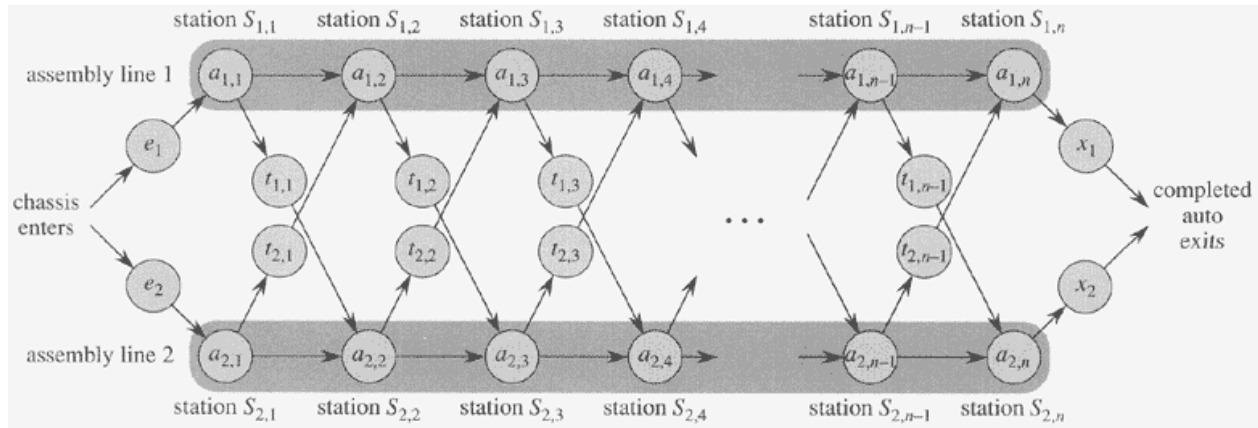 station S1,1 station S1,2 station S1,3 station S1,4 station S1,n−1 station S1,n
assembly line 1 a1,1 a1,2 a1,3 a1,4 a1,n−1 a1,n
e1 x1
t1,1 t1,2 t1,3 t1,n−1
chassis
enters
completed
auto
exits
...
t2,1 t2,2 t2,3 t2,n−1
e2 x2
assembly line 2 a2,1 a2,2 a2,3 a2,4 a2,n−1 a2,n
station S2,1 station S2,2 station S2,3 station S2,4 station S2,n−1 station S2,n